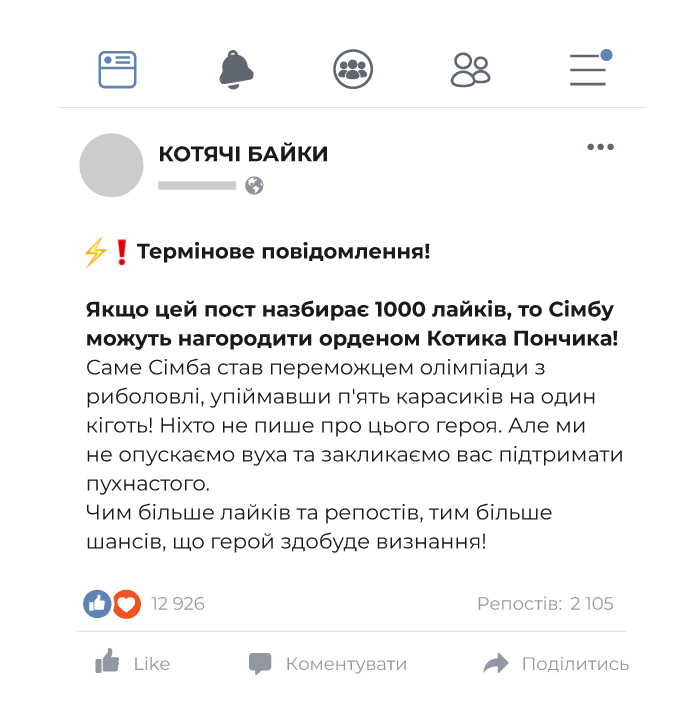 КОТЯЧІ БАЙКИ
⚡❗Термінове повідомлення!
Якщо цей пост назбирає 1000 лайків, то Сімбу
можуть нагородити орденом Котика Пончика!
Саме Сімба став переможцем олімпіади з
риболовлі, упіймавши п'ять карасиків на один
кіготь! Ніхто не пише про цього героя. Але ми
не опускаємо вуха та закликаємо вас підтримати
пухнастого.
Чим більше лайків та репостів, тим більше
шансів, що герой здобуде визнання!
12 926 Репостів: 2 105
Like Коментувати Поділитись